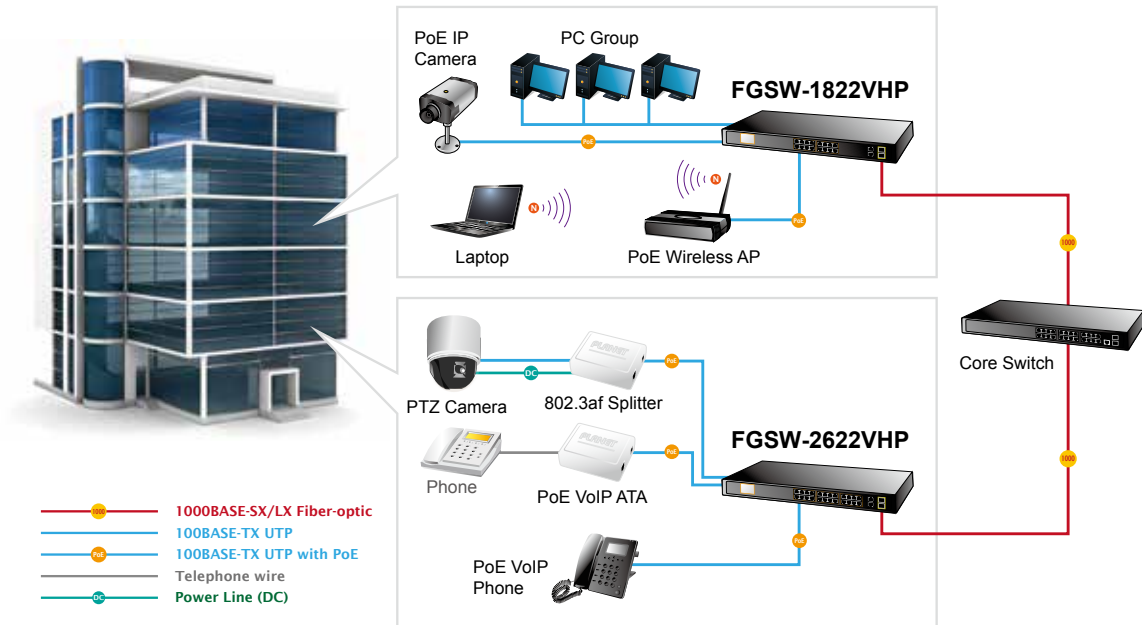 PoE IP
Camera
PC Group
FGSW-1822VHP
PoE
N
N
PoE
Laptop
PoE Wireless AP
1000
Core Switch
PLANET
PoE
DC
PTZ Camera
802.3af Splitter
FGSW-2622VHP
PLANET
PoE
Phone
PoE VoIP ATA
1000
PoE
PoE VoIP
Phone
1000
1000BASE-SX/LX Fiber-optic
100BASE-TX UTP
PoE
100BASE-TX UTP with PoE
Telephone wire
DC
Power Line (DC)